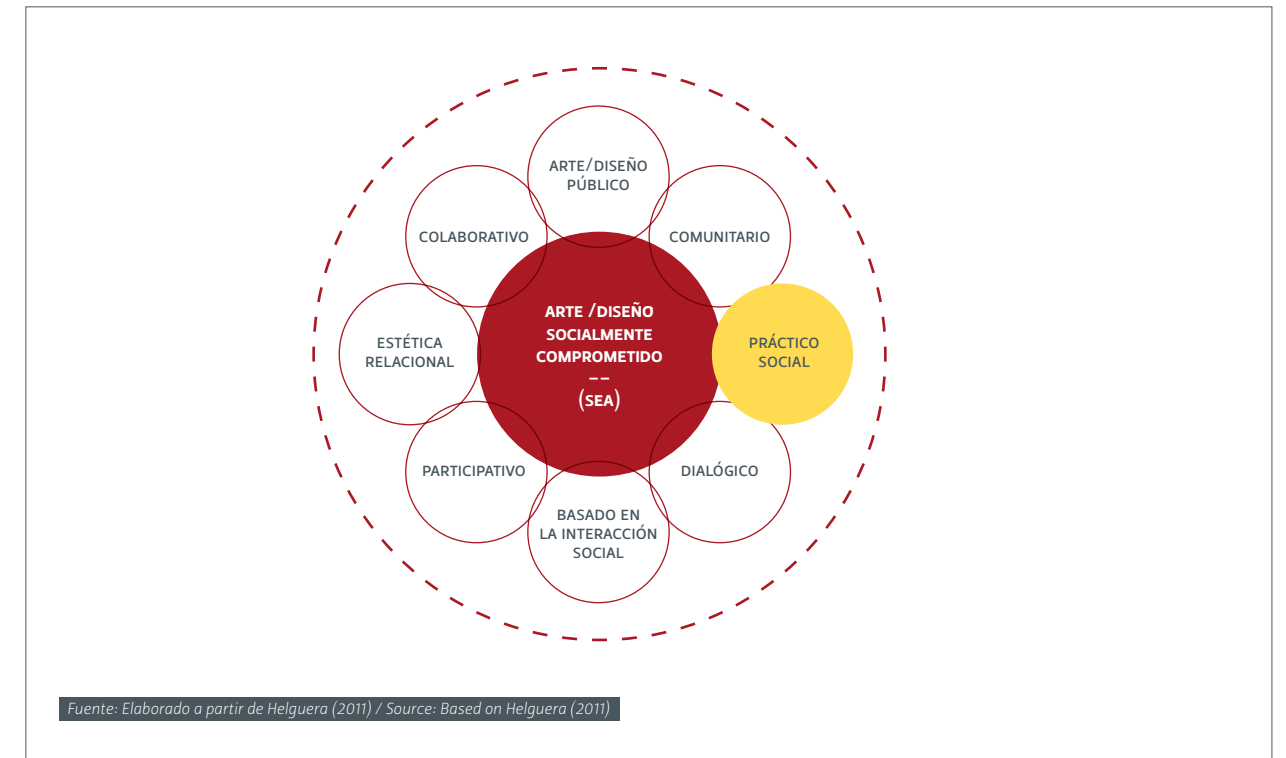 ARTE/DISEÑO
PÚBLICO
COLABORATIVO
COMUNITARIO
ARTE /DISEÑO
SOCIALMENTE
COMPROMETIDO
––
(SEA)
ESTÉTICA
RELACIONAL
PRÁCTICO
SOCIAL
PARTICIPATIVO
DIALÓGICO
BASADO EN
LA INTERACCIÓN
SOCIAL
Fuente: Elaborado a partir de Helguera (2011) / Source: Based on Helguera (2011)